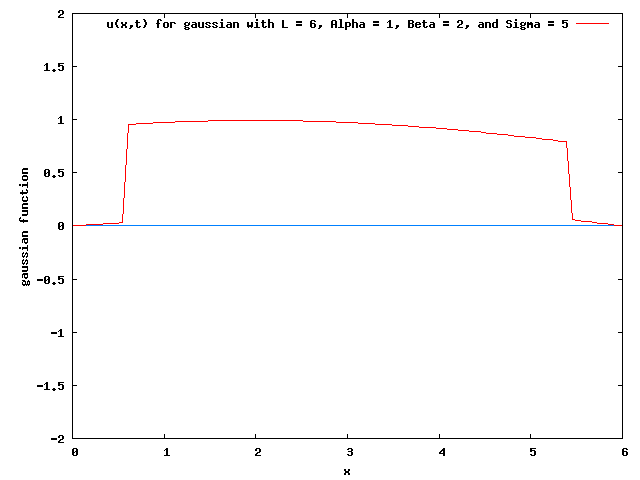 2
u(x,t) for gaussian with L = 6, Alpha = 1, Beta = 2, and Sigma = 5
1.5
1
0.5
0
-0.5
-1
-1.5
-2
gaussian function
0 1 2 3 4 5 6
x